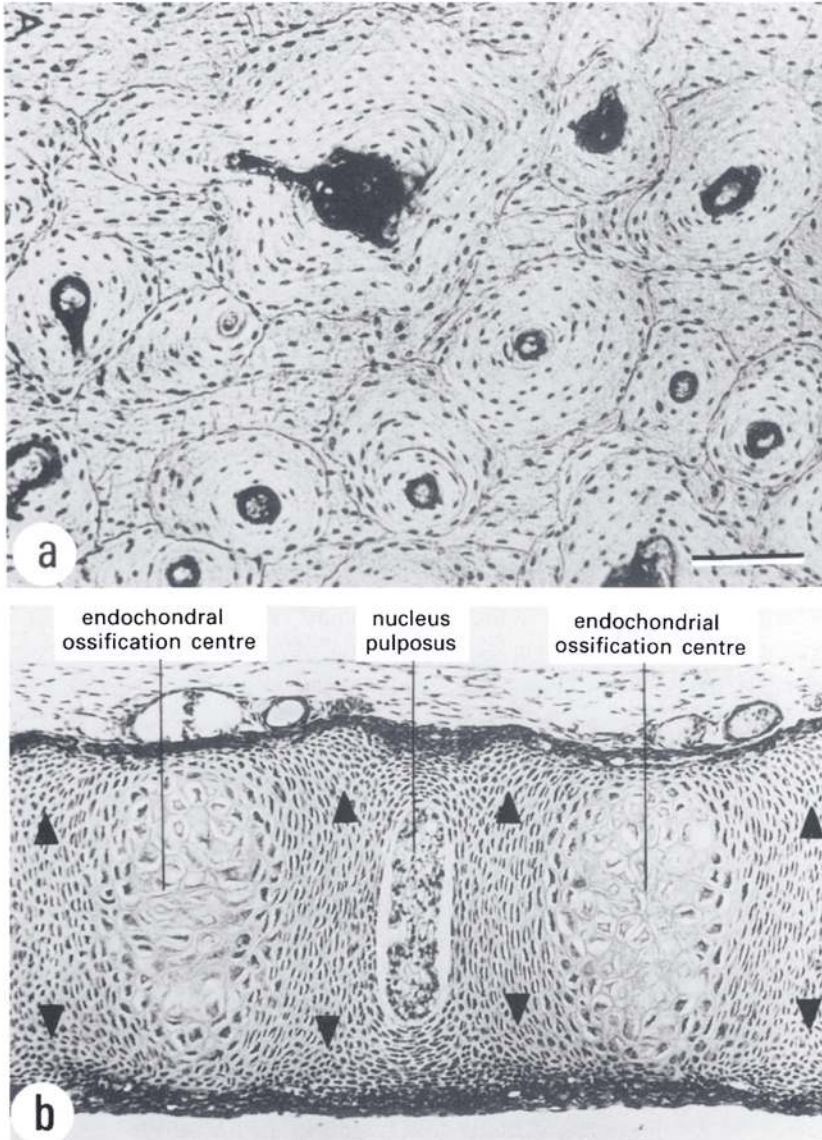 A
a
endochondral
ossification centre
nucleus
pulposus
endochondrial
ossification centre
b